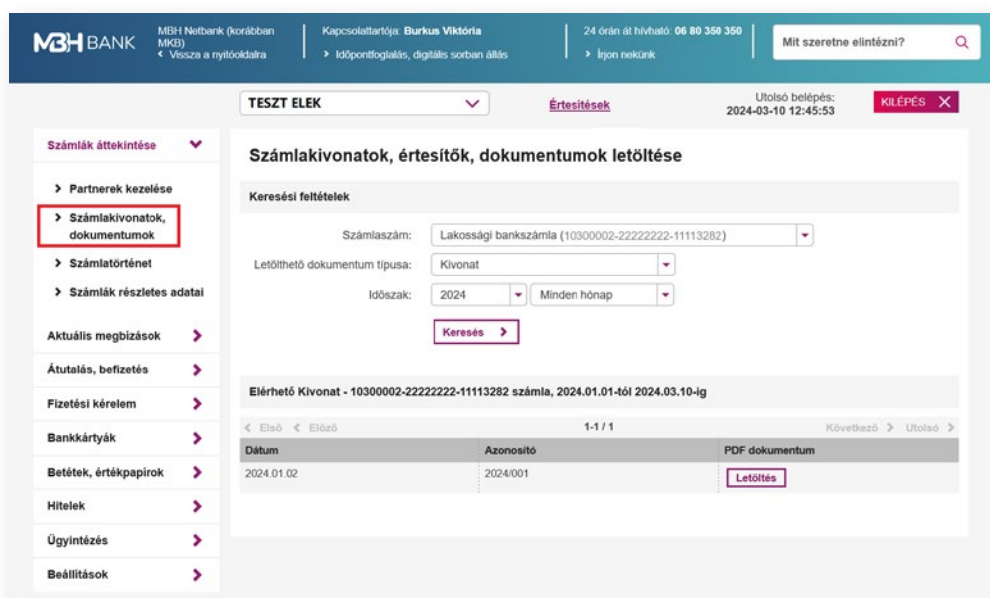 MBH BANK
MBH Netbank (korábban
MKB)
Vissza a nyitóoldalra
Kapcsolattartója: Burkus Viktória
Időpontfoglalás, digitális sorban állás
24 órán át hívható: 06 80 350 350
Írjon nekünk
Mit szeretne elintézni?
TESZT ELEK
Értesítések
Utolsó belépés:
2024-03-10 12:45:53
KILÉPÉS
Számlák áttekintése
Partnerek kezelése
Számlakivonatok,
dokumentumok
Számlatörténet
Számlák részletes adatai
Aktuális megbízások
Átutalás, befizetés
Fizetési kérelem
Bankkártyák
Betétek, értékpapírok
Hitelek
Ügyintézés
Beállítások
Számlakivonatok, értesítők, dokumentumok letöltése
Keresési feltételek
Számlaszám: Lakossági bankszámla (10300002-22222222-11113282)
Letölthető dokumentum típusa: Kivonat
Időszak: 2024 Minden hónap
Keresés
Elérhető Kivonat - 10300002-22222222-11113282 számla, 2024.01.01-tól 2024.03.10-ig
Első Előző 1-1 / 1 Következő Utolsó
Dátum Azonosító PDF dokumentum
2024.01.02 2024/001 Letöltés